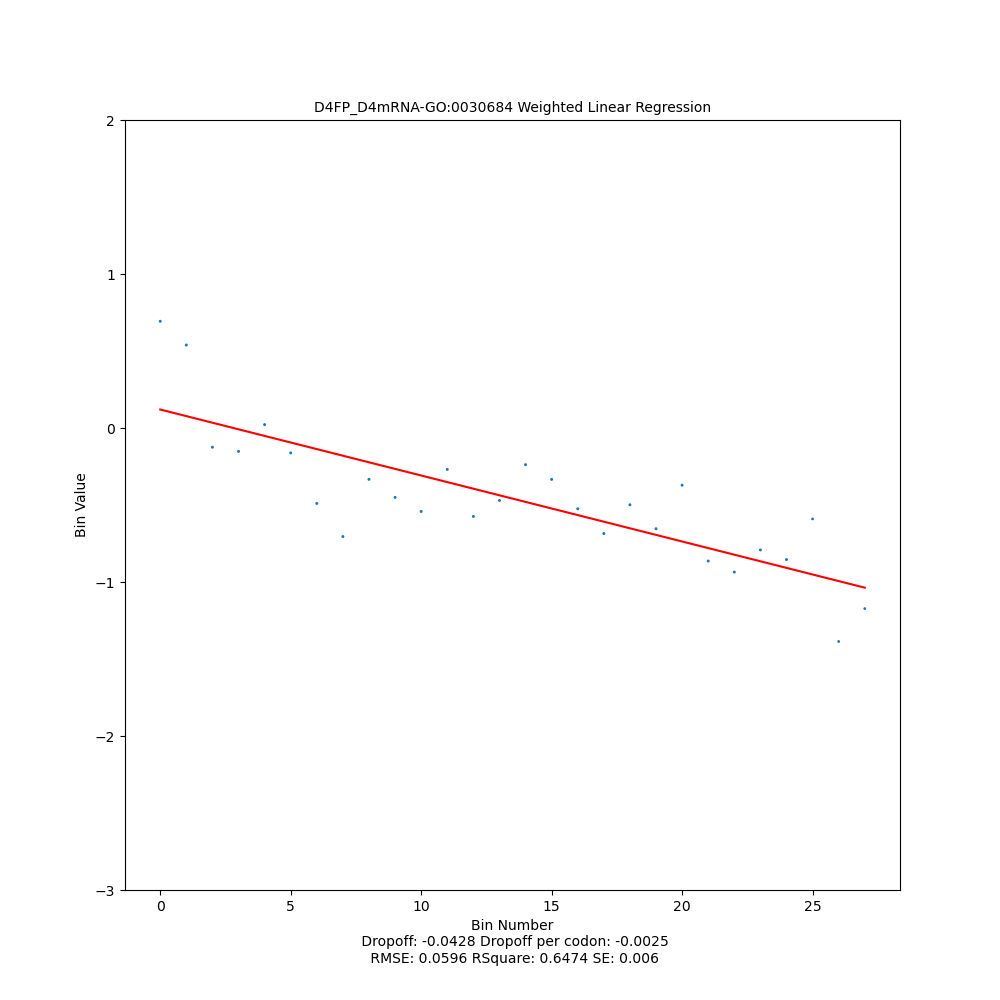 D4FP_D4mRNA-GO:0030684 Weighted Linear Regression
2
1
0
−1
−2
−3
Bin Value
0 5 10 15 20 25
Bin Number
Dropoff: -0.0428 Dropoff per codon: -0.0025
RMSE: 0.0596 RSquare: 0.6474 SE: 0.006